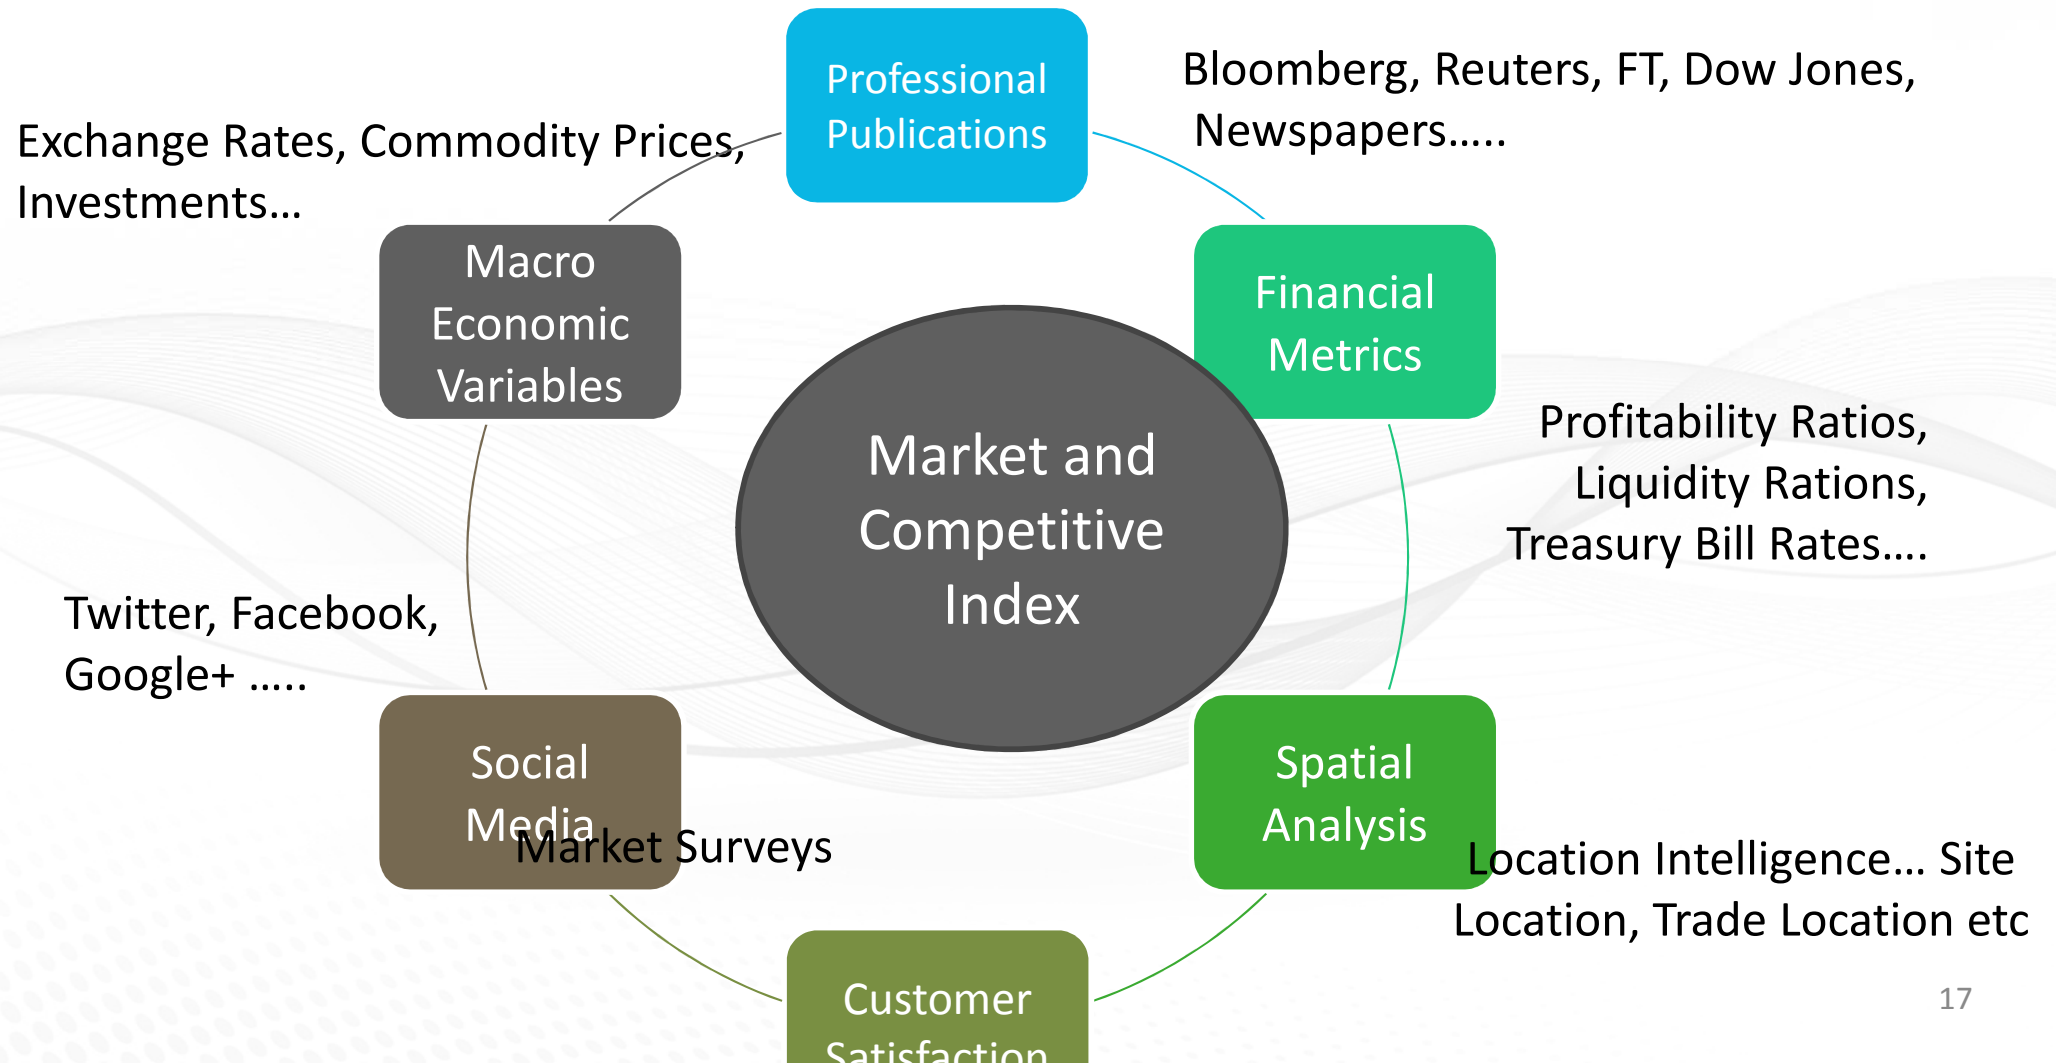 Professional
Publications
Bloomberg, Reuters, FT, Dow Jones,
Newspapers.....
Exchange Rates, Commodity Prices,
Investments...
Macro
Economic
Variables
Financial
Metrics
Market and
Competitive
Index
Profitability Ratios,
Liquidity Rations,
Treasury Bill Rates....
Twitter, Facebook,
Google+ .....
Social
Media
Market Surveys
Spatial
Analysis
Location Intelligence... Site
Location, Trade Location etc
Customer
Satisfaction
17